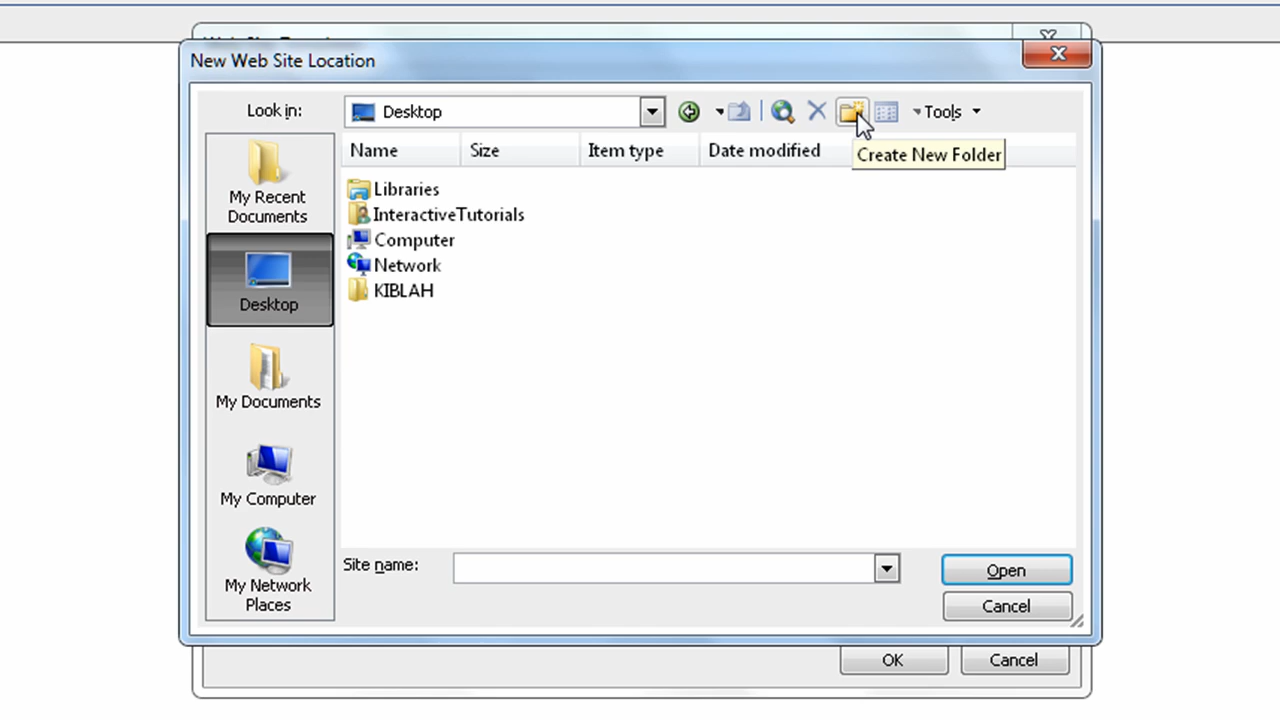 New Web Site Location
Look in:
Desktop
Tools
Create New Folder
Name Size Item type Date modified
My Recent
Documents
Desktop
My Documents
My Computer
My Network
Places
Libraries
InteractiveTutorials
Computer
Network
KIBLAH
Site name:
Open
Cancel
OK Cancel